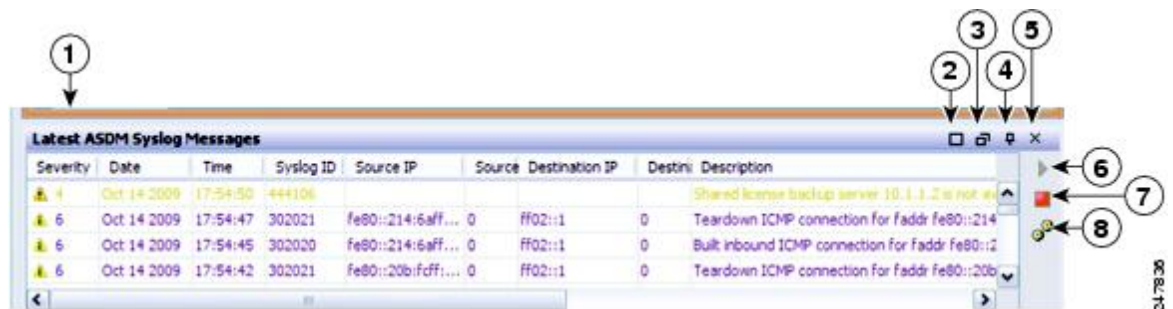 3 5
1 2 4
Latest ASDM Syslog Messages
Severity Date Time Syslog ID Source IP Source Destination IP Destin Description
4 Oct 14 2009 17:54:50 444106 Shared license backup server 10.1.1.2 is not
6 Oct 14 2009 17:54:47 302021 fe80::214:6aff... 0 ff02::1 0 Teardown ICMP connection for faddr fe80::214
6 Oct 14 2009 17:54:45 302020 fe80::214:6aff... 0 ff02::1 0 Built inbound ICMP connection for faddr fe80::2
6 Oct 14 2009 17:54:42 302021 fe80::20b:fcff:... 0 ff02::1 0 Teardown ICMP connection for faddr fe80::20b
6
7
8
247836